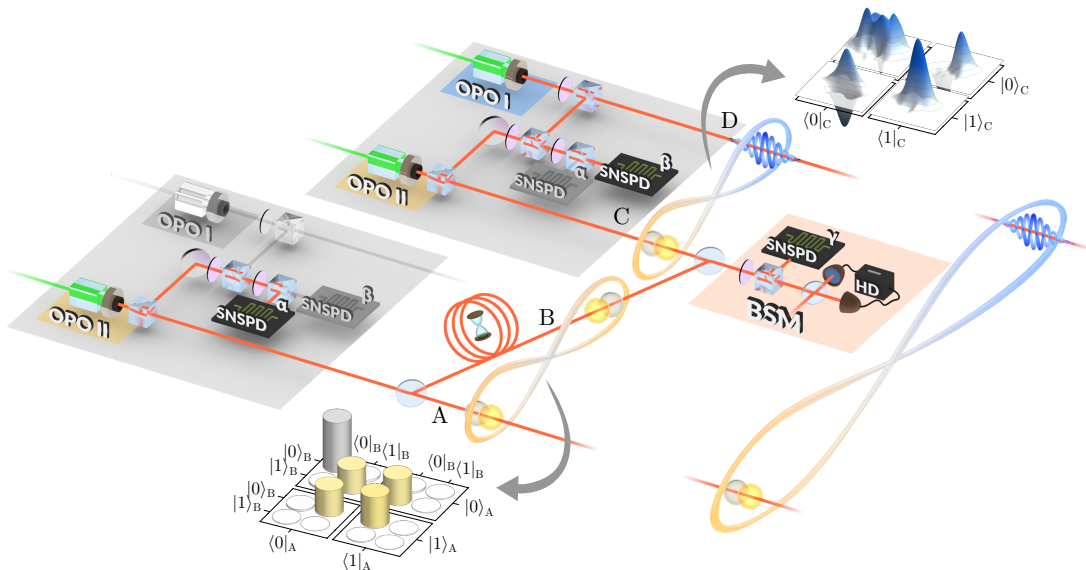 OPO I
OPO II
SNSPD
α
SNSPD
β
D
C
⟨0|C
⟨1|C
|0⟩C
|1⟩C
OPO I
OPO II
SNSPD
α
SNSPD
β
B
A
SNSPD
γ
HD
BSM
|0⟩B
|1⟩B
|0⟩B
|1⟩B
⟨0|B⟨1|B
⟨0|B⟨1|B
|0⟩A
|1⟩A
⟨0|A
⟨1|A